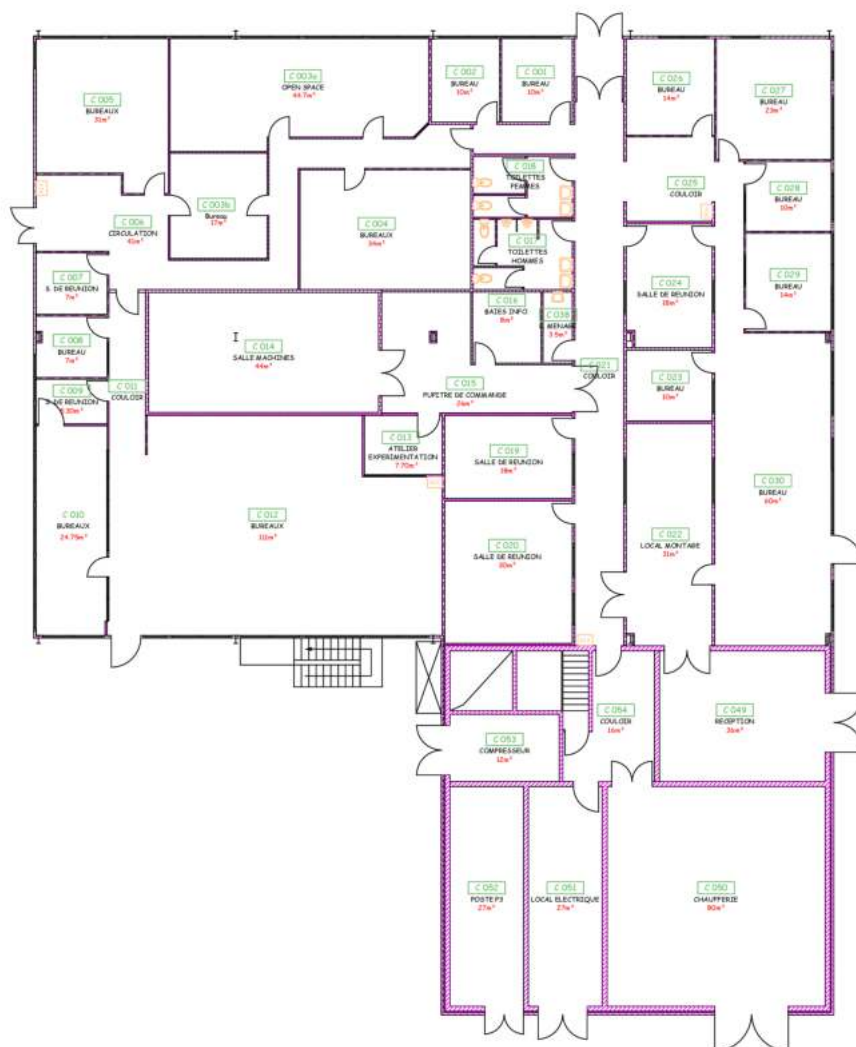 C 005
BUREAUX
31m²
C 003a
OPEN SPACE
44.7m²
C 002
BUREAU
10m²
C 001
BUREAU
10m²
C 026
BUREAU
14m²
C 027
BUREAU
23m²
C 003b
Bureau
17m²
C 004
BUREAUX
34m²
C 018
TOILETTES
FEMMES
C 017
TOILETTES
HOMMES
C 025
COULOIR
C 028
BUREAU
10m²
C 006
CIRCULATION
41m²
C 007
S. DE REUNION
7m²
C 029
BUREAU
14m²
C 024
SALLE DE REUNION
18m²
C 008
BUREAU
7m²
C 014
SALLE MACHINES
44m²
C 016
BAIES INFO
8m²
C 038
MENAGE
3.5m²
C 009
S. DE REUNION
C 011
COULOIR
C 015
PUPITRE DE COMMANDE
26m²
C 021
COULOIR
C 023
BUREAU
10m²
C 013
ATELIER
EXPERIMENTATION
7.70m²
C 019
SALLE DE REUNION
18m²
C 030
BUREAU
60m²
C 010
BUREAUX
24.75m²
C 012
BUREAUX
111m²
C 020
SALLE DE REUNION
30m²
C 022
LOCAL MONTAGE
31m²
C 054
COULOIR
16m²
C 049
RECEPTION
36m²
C 053
COMPRESSEUR
12m²
C 052
POSTE P3
27m²
C 051
LOCAL ELECTRIQUE
27m²
C 050
CHAUFFERIE
80m²